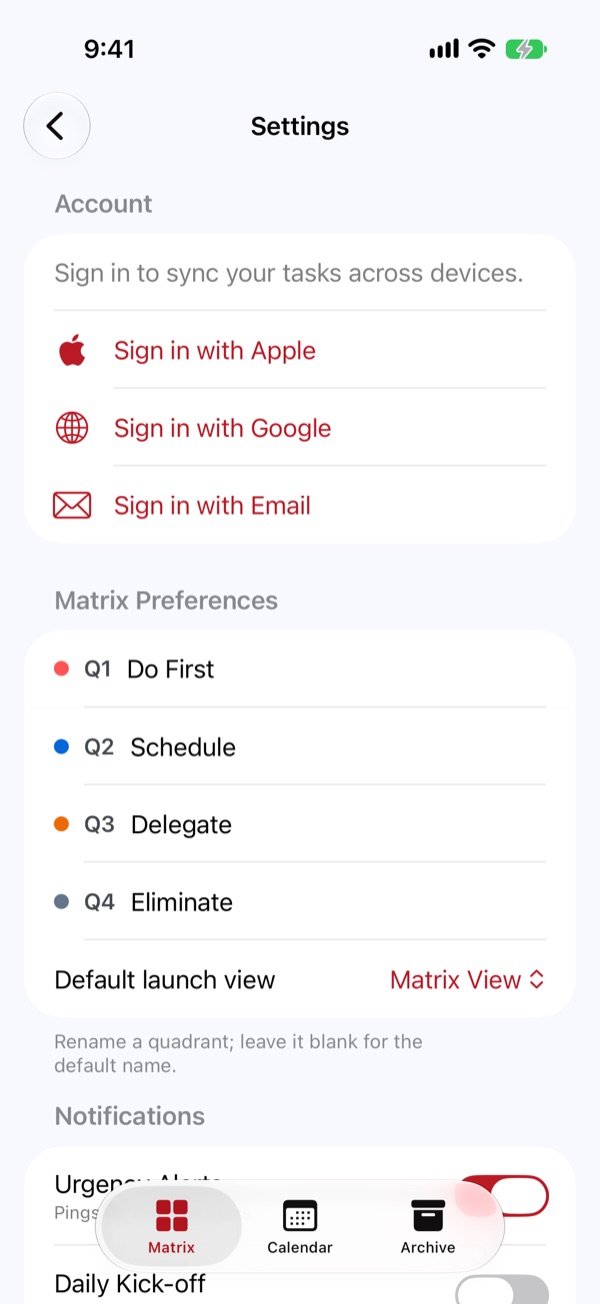 9:41
Settings
Account
Sign in to sync your tasks across devices.
Sign in with Apple
Sign in with Google
Sign in with Email
Matrix Preferences
Q1 Do First
Q2 Schedule
Q3 Delegate
Q4 Eliminate
Default launch view Matrix View
Rename a quadrant; leave it blank for the
default name.
Notifications
Pings
Matrix Calendar Archive
Daily Kick-off